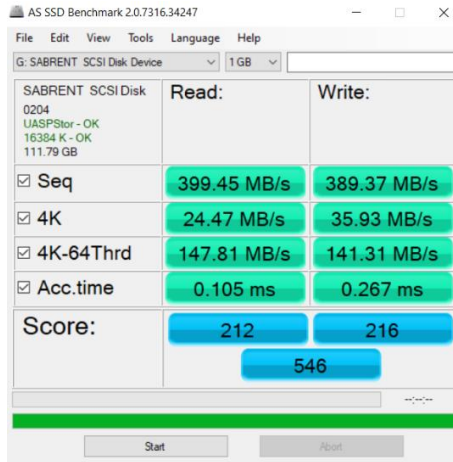 AS SSD Benchmark 2.0.7316.34247
File Edit View Tools Language Help
G: SABRENT SCSI Disk Device 1 GB
SABRENT SCSI Disk
0204
UASPStor - OK
16384 K - OK
111.79 GB
Read: Write:
Seq 399.45 MB/s 389.37 MB/s
4K 24.47 MB/s 35.93 MB/s
4K-64Thrd 147.81 MB/s 141.31 MB/s
Acc.time 0.105 ms 0.267 ms
Score: 212 216
546
--:--:--
Start Abort